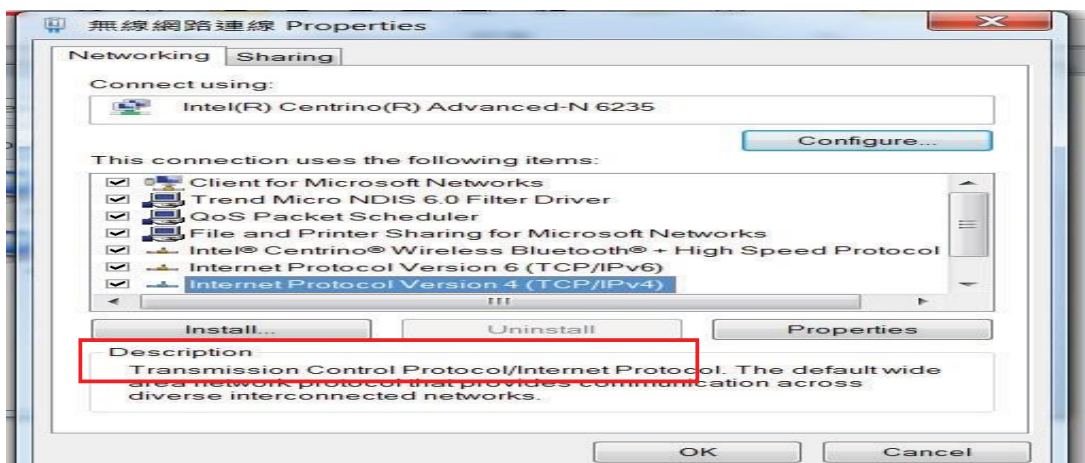 無線網路連線 Properties
Networking
Sharing
Connect using:
Intel(R) Centrino(R) Advanced-N 6235
Configure...
This connection uses the following items:
Client for Microsoft Networks
Trend Micro NDIS 6.0 Filter Driver
QoS Packet Scheduler
File and Printer Sharing for Microsoft Networks
Intel® Centrino® Wireless Bluetooth® + High Speed Protocol
Internet Protocol Version 6 (TCP/IPv6)
Internet Protocol Version 4 (TCP/IPv4)
Install...
Uninstall
Properties
Description
Transmission Control Protocol/Internet Protocol. The default wide
area network protocol that provides communication across
diverse interconnected networks.
OK
Cancel